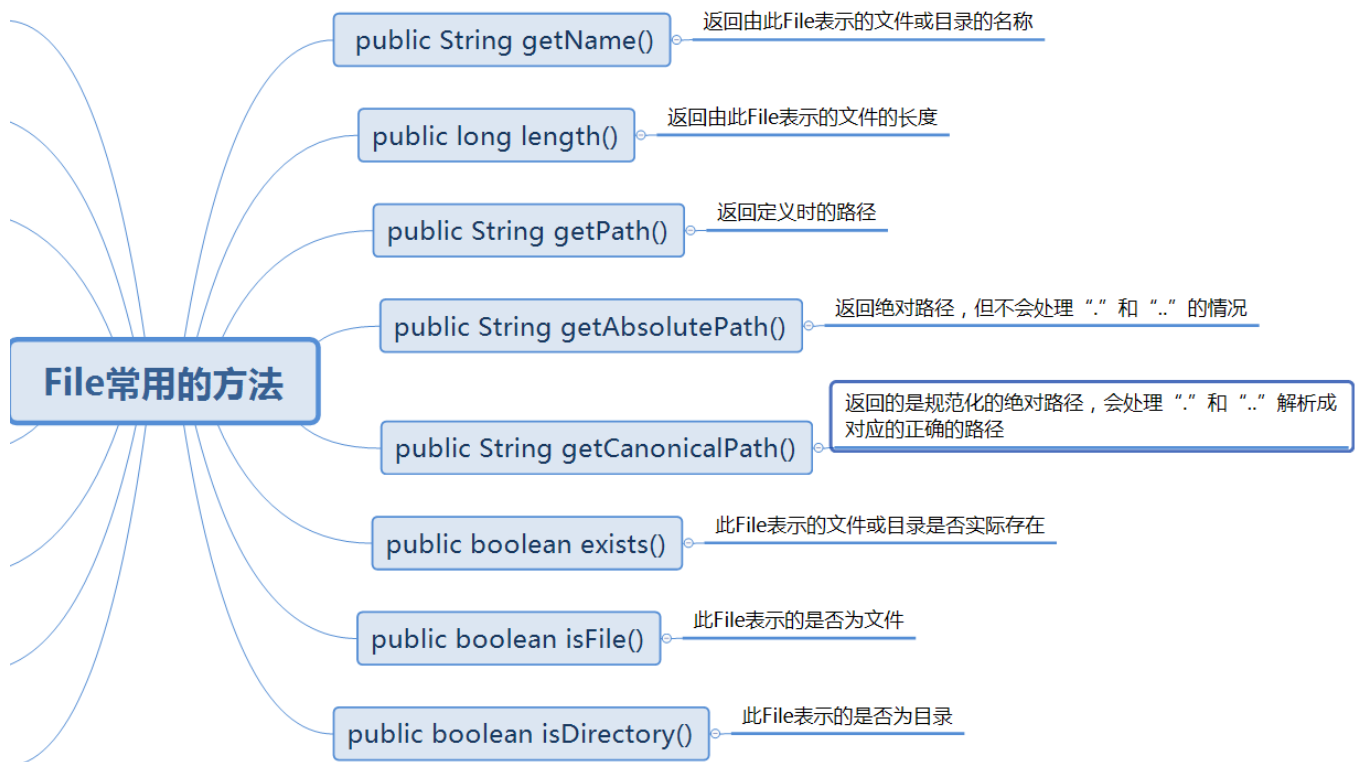 public String getName()
返回由此File表示的文件或目录的名称
public long length()
返回由此File表示的文件的长度
public String getPath()
返回定义时的路径
public String getAbsolutePath()
返回绝对路径，但不会处理“.”和“..”的情况
File常用的方法
public String getCanonicalPath()
返回的是规范化的绝对路径，会处理“.”和“..”解析成
对应的正确的路径
public boolean exists()
此File表示的文件或目录是否实际存在
public boolean isFile()
此File表示的是否为文件
public boolean isDirectory()
此File表示的是否为目录